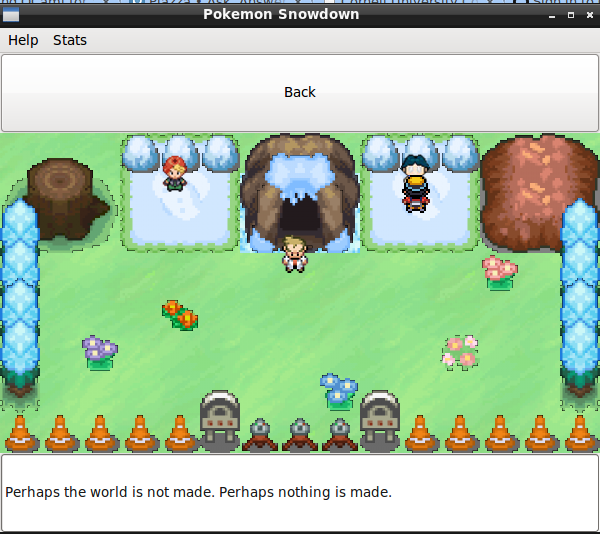 Pokemon Snowdown
Help Stats
Back
Perhaps the world is not made. Perhaps nothing is made.